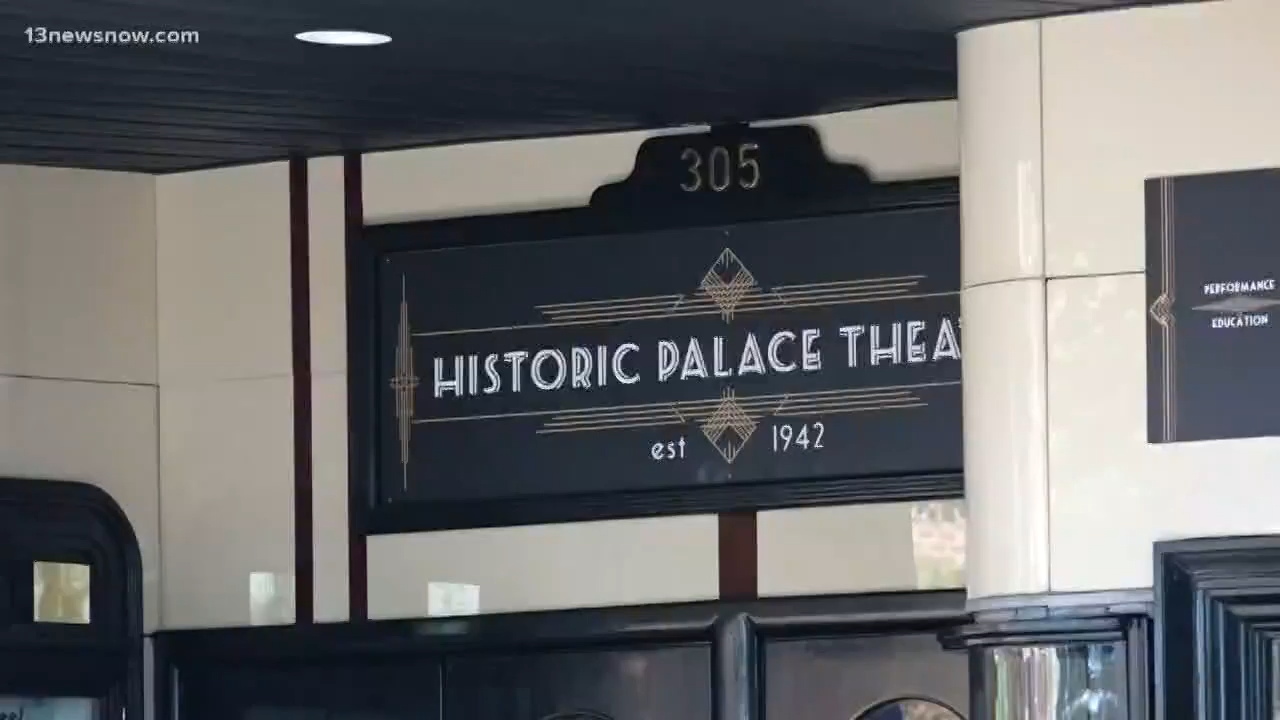 13newsnow.com
305
HISTORIC PALACE THEA
est 1942
PERFORMANCE
EDUCATION